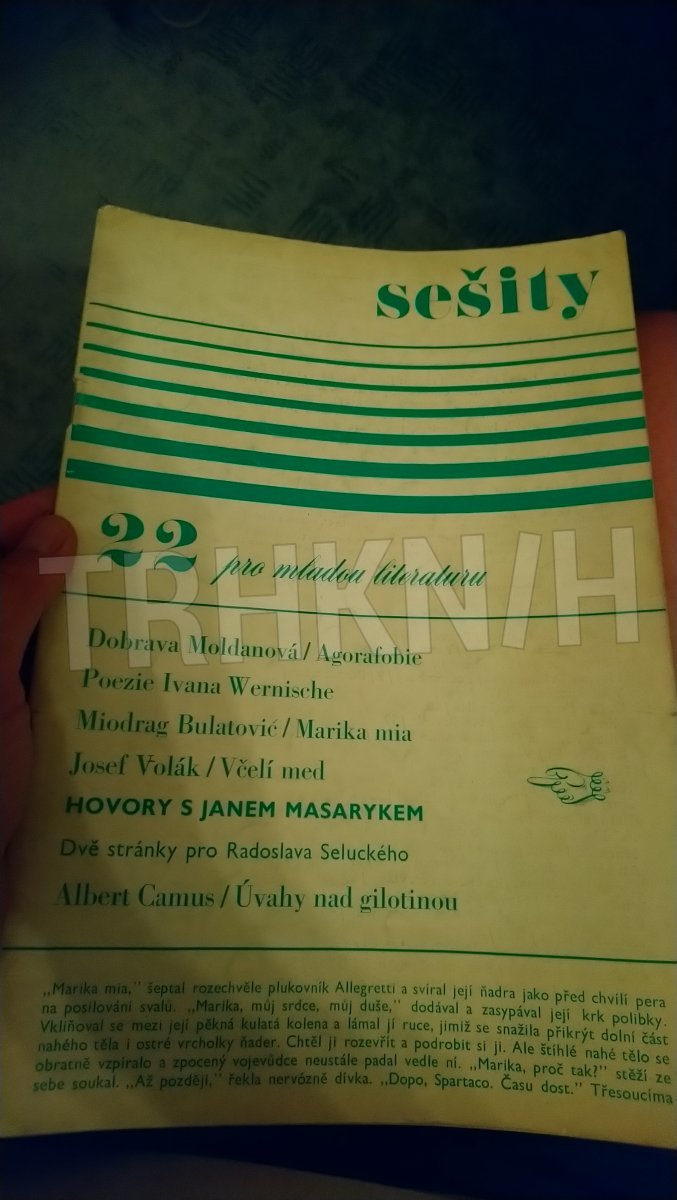 sešity
22 pro mladou literaturu
TRHKN/H
Dobrava Moldanová / Agorafobie
Poezie Ivana Wernische
Miodrag Bulatović / Marika mia
Josef Volák / Včelí med
HOVORY S JANEM MASARYKEM
Dvě stránky pro Radoslava Seluckého
Albert Camus / Úvahy nad gilotinou
„Marika mia,” šeptal rozechvěle plukovník Allegretti a svíral její ňadra jako před chvílí pera
na posilování svalů. „Marika, můj srdce, můj duše,” dodával a zasypával její krk polibky.
Vkliňoval se mezi její pěkná kulatá kolena a lámal jí ruce, jimiž se snažila přikrýt dolní část
nahého těla i ostré vrcholky ňader. Chtěl ji rozevřít a podrobit si ji. Ale štíhlé nahé tělo se
obratně vzpíralo a zpocený vojevůdce neustále padal vedle ní. „Marika, proč tak?” stěží ze
sebe soukal. „Až později,” řekla nervózně dívka. „Dopo, Spartaco. Času dost.” Třesoucíma